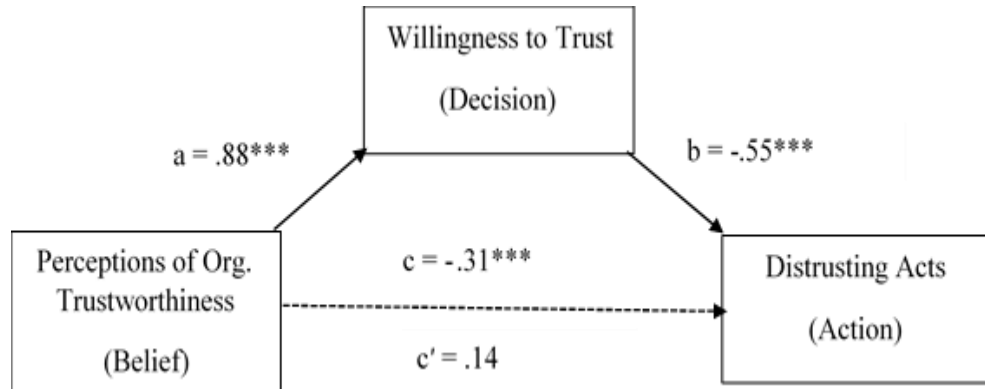 Willingness to Trust
(Decision)
a = .88***
b = -.55***
Perceptions of Org.
Trustworthiness
(Belief)
c = -.31***
c' = .14
Distrusting Acts
(Action)